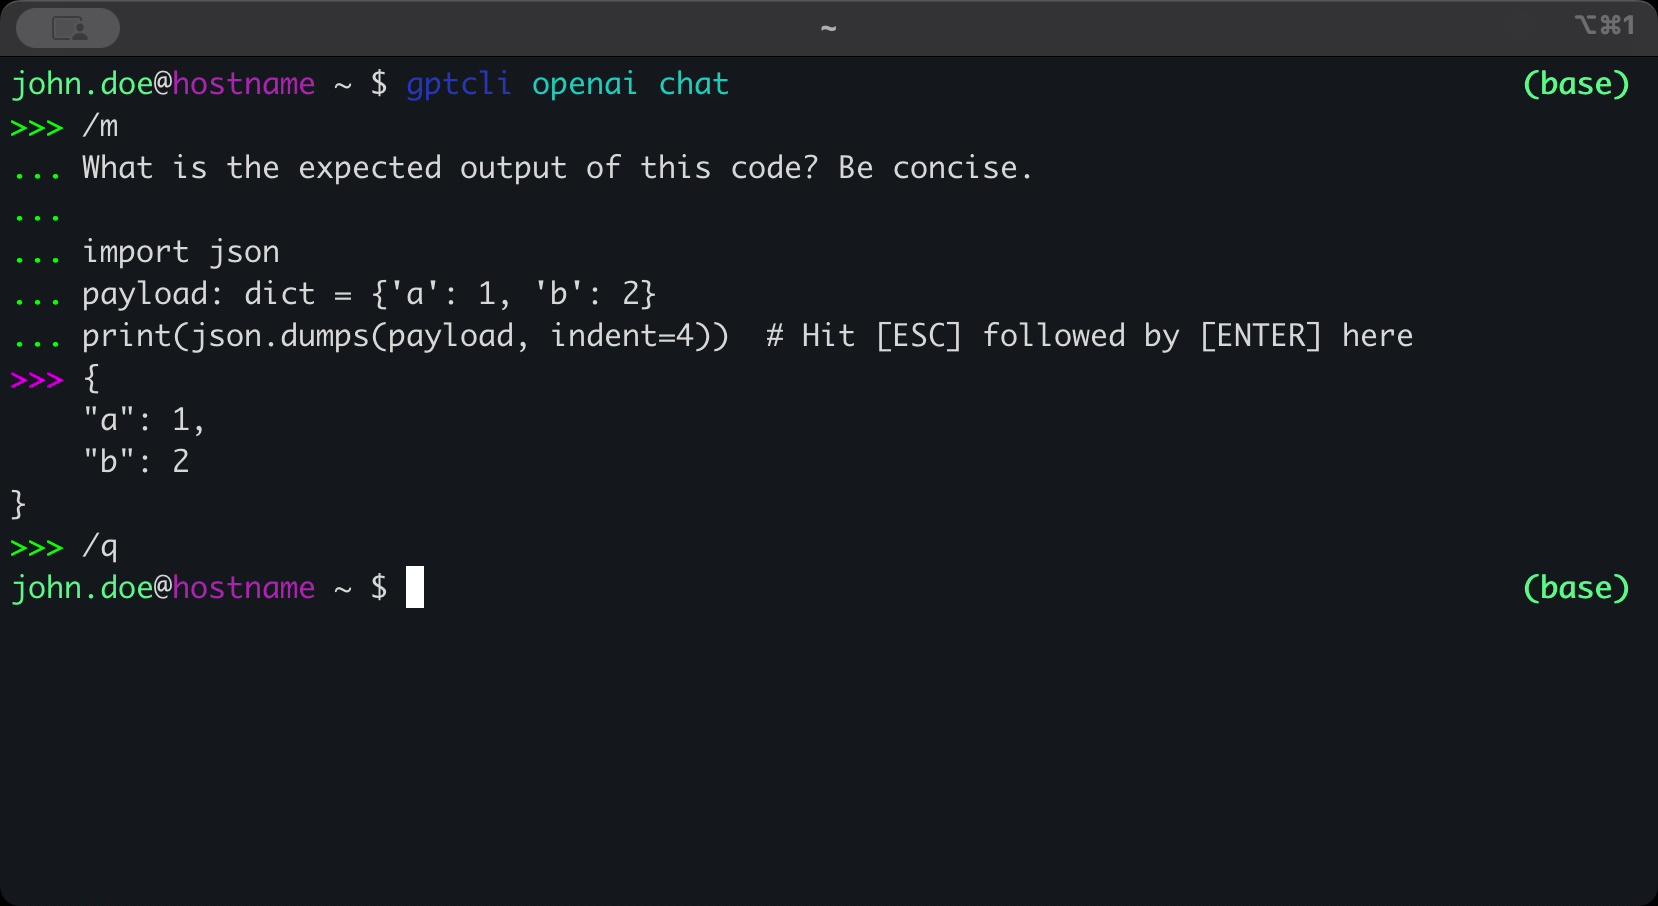 ~ ⌥⌘1
john.doe@hostname ~ $ gptcli openai chat (base)
>>> /m
... What is the expected output of this code? Be concise.
...
... import json
... payload: dict = {'a': 1, 'b': 2}
... print(json.dumps(payload, indent=4))  # Hit [ESC] followed by [ENTER] here
>>> {
    "a": 1,
    "b": 2
}
>>> /q
john.doe@hostname ~ $ (base)